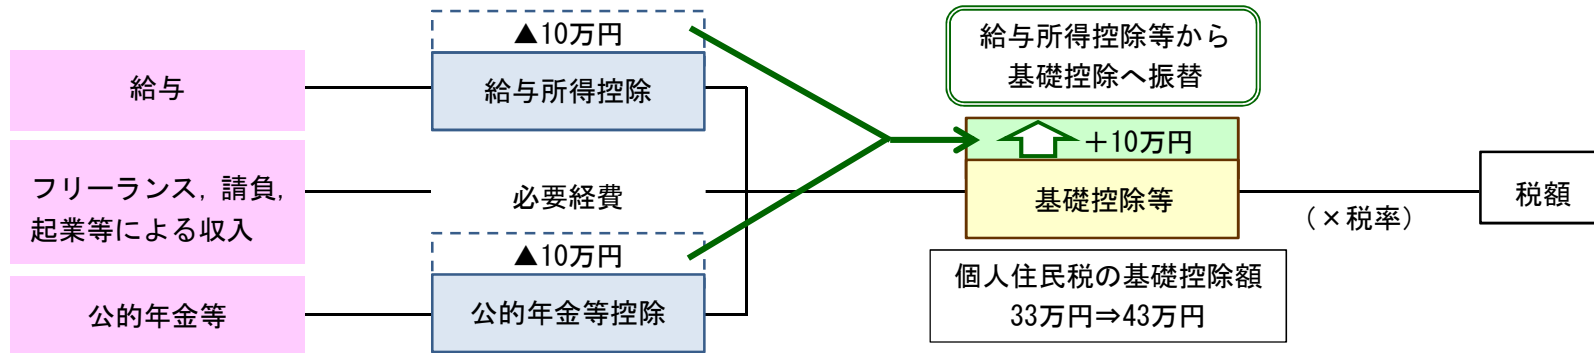 ▲10万円
給与
給与所得控除
給与所得控除等から
基礎控除へ振替
＋10万円
フリーランス，請負，
起業等による収入
必要経費
基礎控除等
（×税率）
税額
▲10万円
公的年金等
公的年金等控除
個人住民税の基礎控除額
33万円⇒43万円